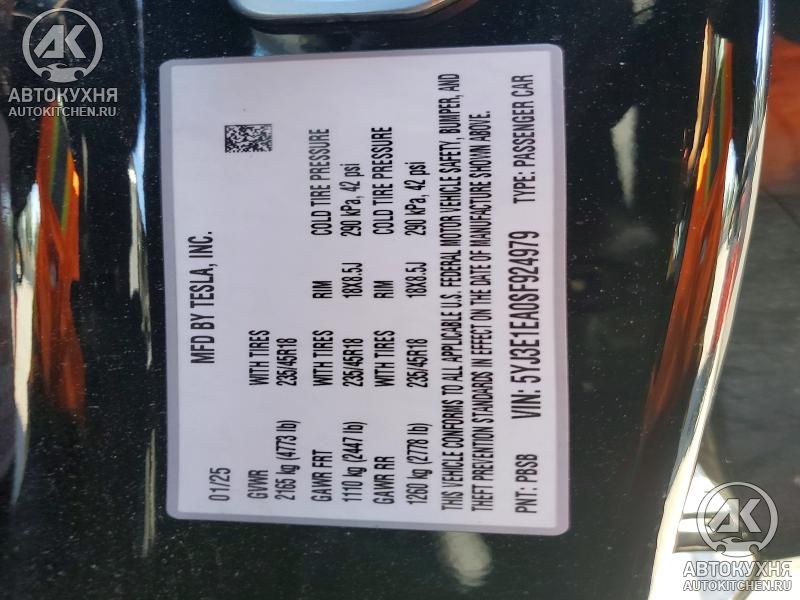 AK
АВТОКУХНЯ
AUTOKITCHEN.RU
MFD BY TESLA, INC.
01/25
GVWR WITH TIRES RIM COLD TIRE PRESSURE
2165 kg (4773 lb) 235/45R18 18X8.5J 290 kPa, 42 psi
GAWR FRT WITH TIRES RIM COLD TIRE PRESSURE
1110 kg (2447 lb) 235/45R18 18X8.5J 290 kPa, 42 psi
GAWR RR WITH TIRES
1260 kg (2778 lb) 235/45R18
THIS VEHICLE CONFORMS TO ALL APPLICABLE U.S. FEDERAL MOTOR VEHICLE SAFETY, BUMPER, AND
THEFT PREVENTION STANDARDS IN EFFECT ON THE DATE OF MANUFACTURE SHOWN ABOVE.
PNT: PBSB VIN: 5YJ3E1EA0SF924979 TYPE: PASSENGER CAR
AK
АВТОКУХНЯ
AUTOKITCHEN.RU